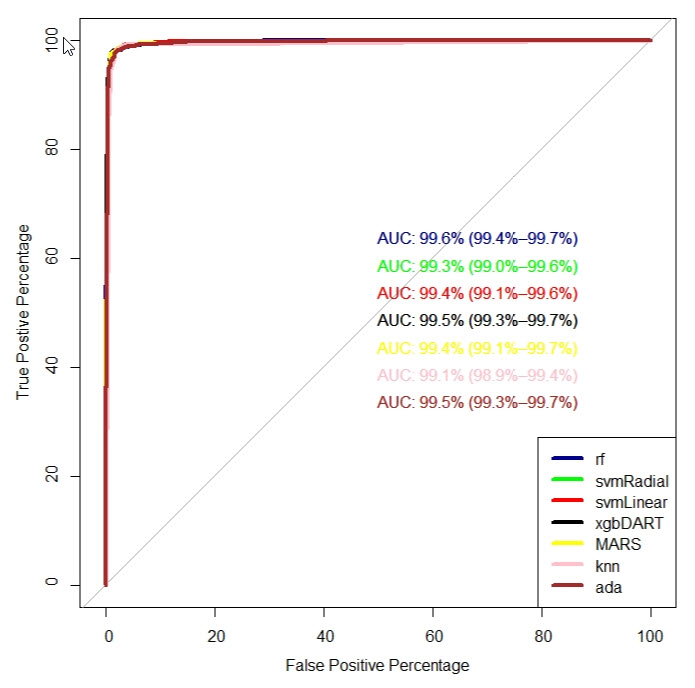 100
80
60
40
20
0
True Postive Percentage
AUC: 99.6% (99.4%–99.7%)
AUC: 99.3% (99.0%–99.6%)
AUC: 99.4% (99.1%–99.6%)
AUC: 99.5% (99.3%–99.7%)
AUC: 99.4% (99.1%–99.7%)
AUC: 99.1% (98.9%–99.4%)
AUC: 99.5% (99.3%–99.7%)
rf
svmRadial
svmLinear
xgbDART
MARS
knn
ada
0 20 40 60 80 100
False Positive Percentage